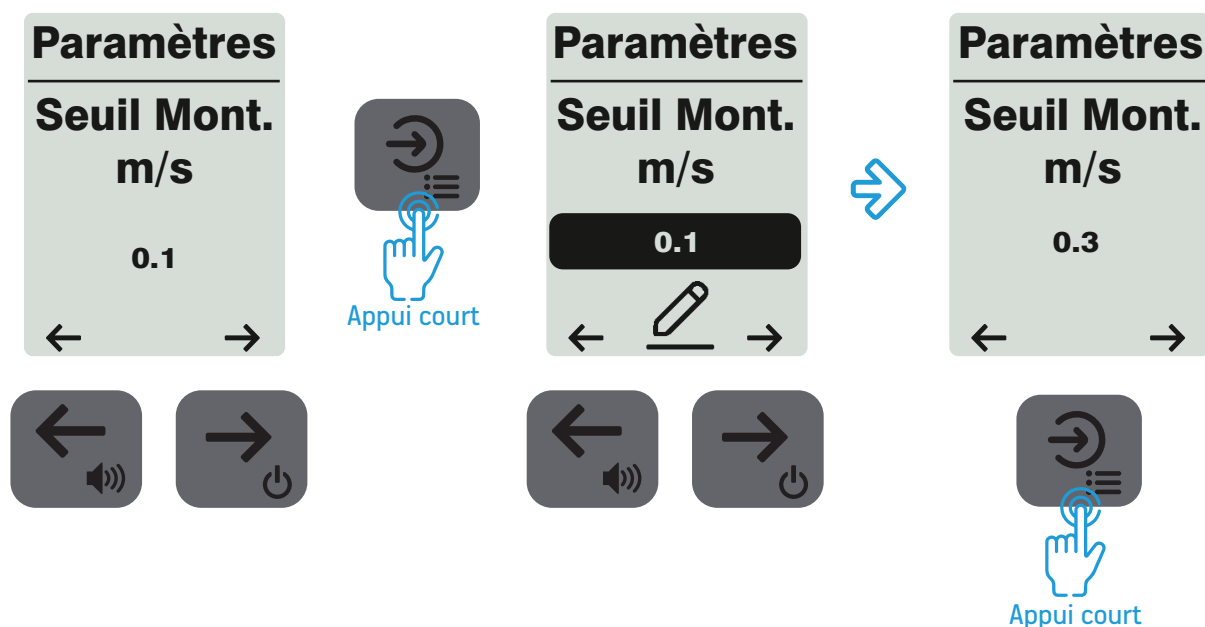 Paramètres
Seuil Mont.
m/s
0.1
Appui court
Paramètres
Seuil Mont.
m/s
0.1
Paramètres
Seuil Mont.
m/s
0.3
Appui court